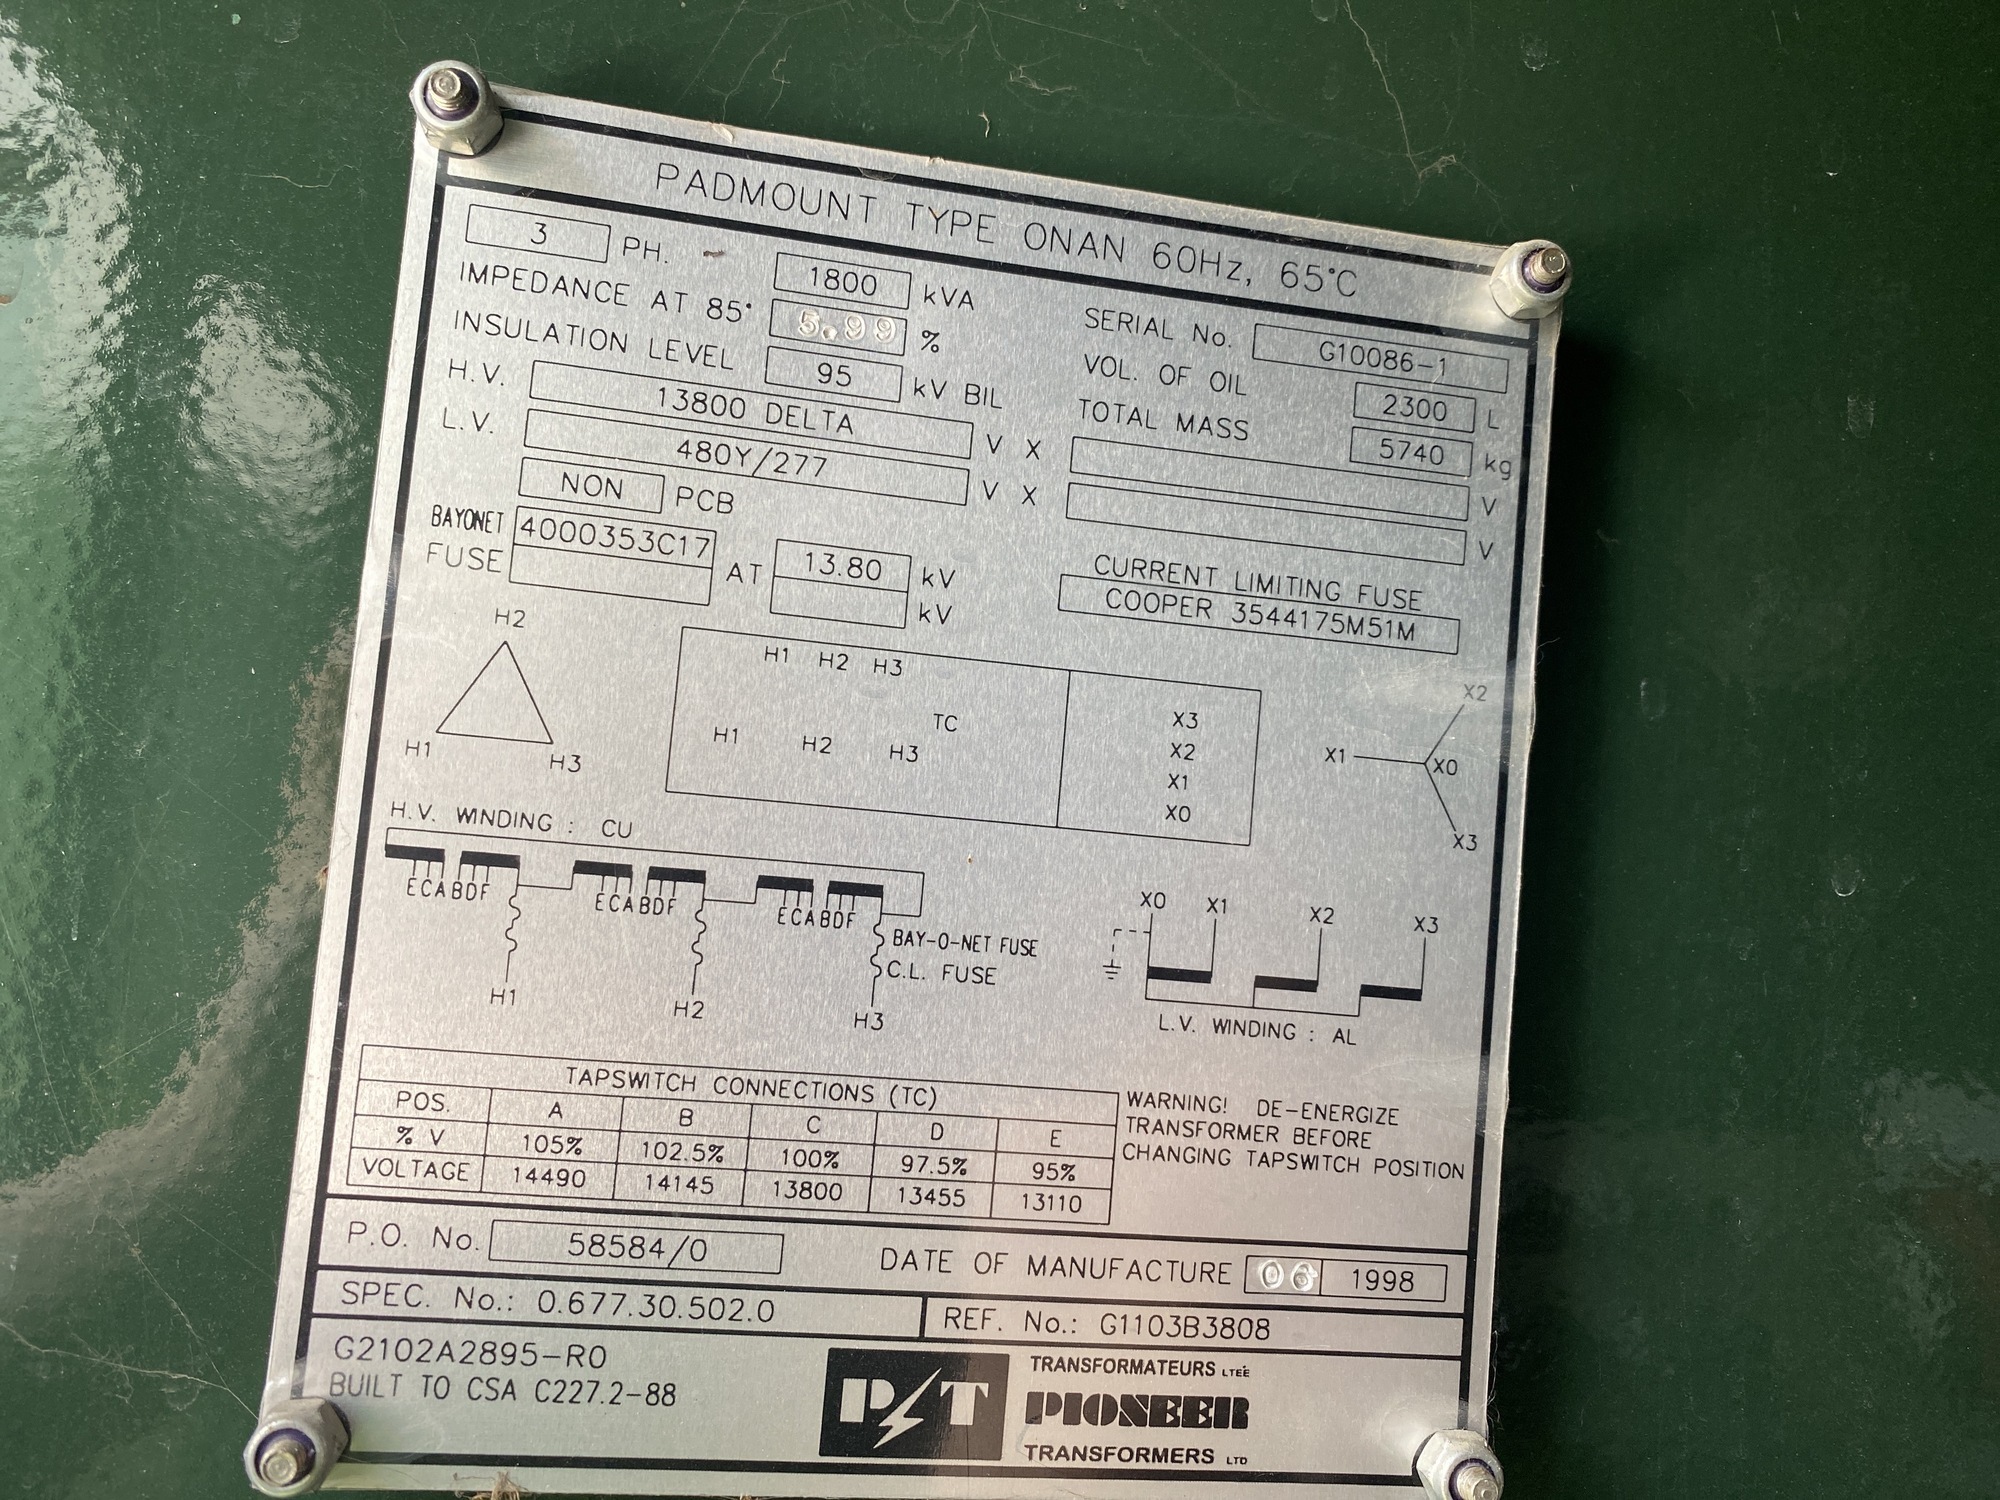 PADMOUNT TYPE ONAN 60Hz, 65°C
3 PH. 1800 kVA
IMPEDANCE AT 85° 5.99 %
INSULATION LEVEL 95 kV BIL
SERIAL No. G10086-1
VOL. OF OIL 2300 L
TOTAL MASS 5740 kg
H.V. 13800 DELTA V X V
L.V. 480Y/277 V X V
NON PCB
BAYONET FUSE 4000353C17 AT 13.80 kV
kV
CURRENT LIMITING FUSE
COOPER 3544175M51M
H2
H1 H3
H1 H2 H3
TC
H1 H2 H3
X3
X2
X1
X0
X2
X1 X0
X3
H.V. WINDING : CU
ECABDF ECABDF ECABDF
BAY-O-NET FUSE
C.L. FUSE
H1 H2 H3
X0 X1 X2 X3
L.V. WINDING : AL
TAPSWITCH CONNECTIONS (TC)
POS. A B C D E
% V 105% 102.5% 100% 97.5% 95%
VOLTAGE 14490 14145 13800 13455 13110
WARNING! DE-ENERGIZE
TRANSFORMER BEFORE
CHANGING TAPSWITCH POSITION
P.O. No. 58584/0
DATE OF MANUFACTURE 06 1998
SPEC. No.: 0.677.30.502.0
REF. No.: G1103B3808
G2102A2895-R0
BUILT TO CSA C227.2-88
PT
TRANSFORMATEURS LTÉE
PIONEER
TRANSFORMERS LTD